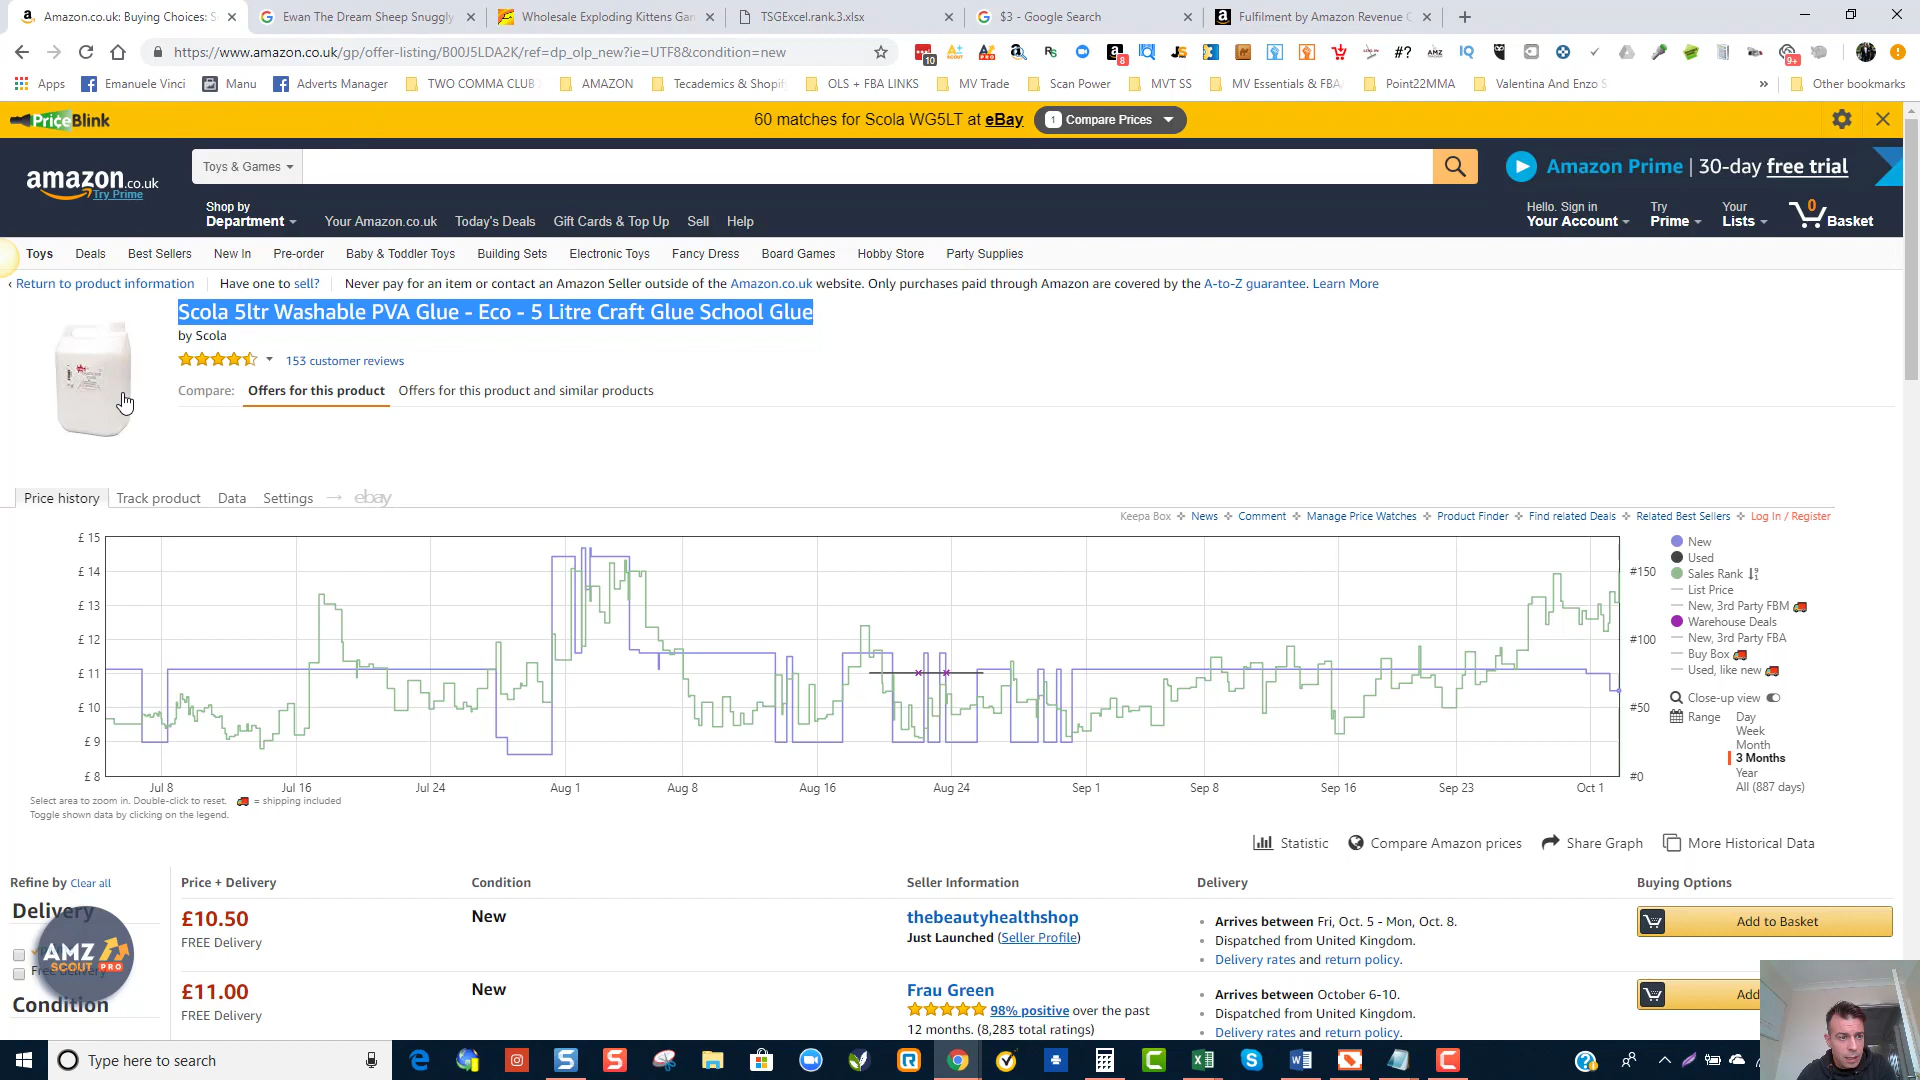 Amazon.co.uk: Buying Choices: S
Ewan The Dream Sheep Snuggly
Wholesale Exploding Kittens Gam
TSGExcel.rank.3.xlsx
$3 - Google Search
Fulfilment by Amazon Revenue C
https://www.amazon.co.uk/gp/offer-listing/B00J5LDA2K/ref=dp_olp_new?ie=UTF8&condition=new
10
8
#?
9+
Apps
Emanuele Vinci
Manu
Adverts Manager
TWO COMMA CLUB
AMAZON
Tecademics & Shopif
OLS + FBA LINKS
MV Trade
Scan Power
MVT SS
MV Essentials & FBA
Point22MMA
Valentina And Enzo S
»
Other bookmarks
PriceBlink
60 matches for Scola WG5LT at eBay
1 Compare Prices
amazon.co.uk
Try Prime
Toys & Games
Amazon Prime | 30-day free trial
Shop by
Department
Your Amazon.co.uk
Today's Deals
Gift Cards & Top Up
Sell
Help
Hello. Sign in
Your Account
Try
Prime
Your
Lists
0
Basket
Toys
Deals
Best Sellers
New In
Pre-order
Baby & Toddler Toys
Building Sets
Electronic Toys
Fancy Dress
Board Games
Hobby Store
Party Supplies
‹ Return to product information
Have one to sell?
Never pay for an item or contact an Amazon Seller outside of the Amazon.co.uk website. Only purchases paid through Amazon are covered by the A-to-Z guarantee. Learn More
Scola 5ltr Washable PVA Glue - Eco - 5 Litre Craft Glue School Glue
by Scola
153 customer reviews
Compare:
Offers for this product
Offers for this product and similar products
Price history
Track product
Data
Settings
→
ebay
Keepa Box
News
Comment
Manage Price Watches
Product Finder
Find related Deals
Related Best Sellers
Log In / Register
£ 15
£ 14
£ 13
£ 12
£ 11
£ 10
£ 9
£ 8
#150
#100
#50
#0
Jul 8
Jul 16
Jul 24
Aug 1
Aug 8
Aug 16
Aug 24
Sep 1
Sep 8
Sep 16
Sep 23
Oct 1
New
Used
Sales Rank
List Price
New, 3rd Party FBM
Warehouse Deals
New, 3rd Party FBA
Buy Box
Used, like new
Close-up view
Range
Day
Week
Month
3 Months
Year
All (887 days)
Select area to zoom in. Double-click to reset. = shipping included
Toggle shown data by clicking on the legend.
Statistic
Compare Amazon prices
Share Graph
More Historical Data
Refine by Clear all
Delivery
AMZ
SCOUT PRO
Condition
Price + Delivery
Condition
Seller Information
Delivery
Buying Options
£10.50
FREE Delivery
New
thebeautyhealthshop
Just Launched (Seller Profile)
• Arrives between Fri, Oct. 5 - Mon, Oct. 8.
• Dispatched from United Kingdom.
• Delivery rates and return policy.
Add to Basket
£11.00
FREE Delivery
New
Frau Green
98% positive over the past
12 months. (8,283 total ratings)
• Arrives between October 6-10.
• Dispatched from United Kingdom.
• Delivery rates and return policy.
Add
Type here to search